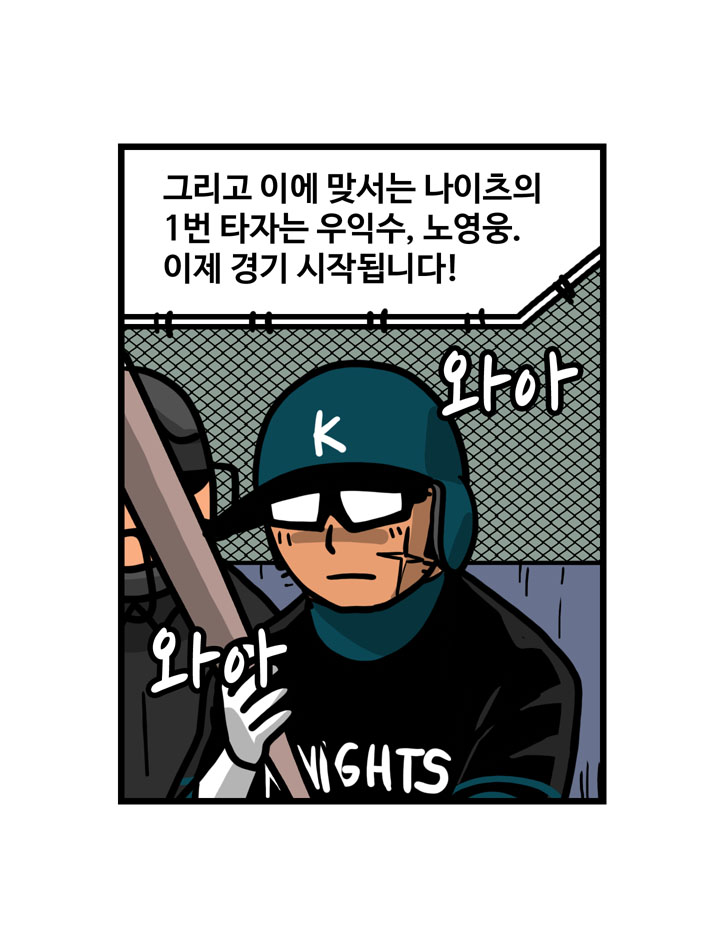 그리고 이에 맞서는 나이츠의
1번 타자는 우익수, 노영웅.
이제 경기 시작됩니다!
와아
K
와아
KNIGHTS